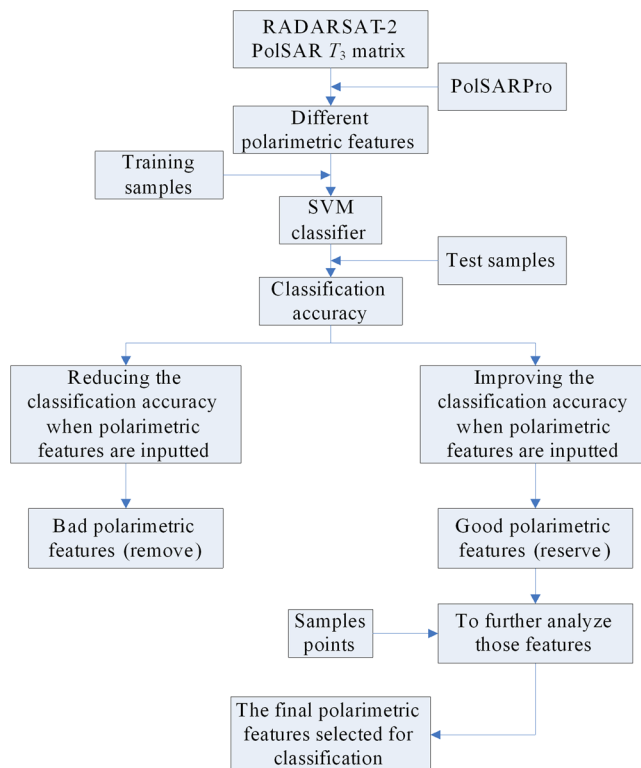 RADARSAT-2
PolSAR T3 matrix
PolSARPro
Different
polarimetric features
Training
samples
SVM
classifier
Test samples
Classification
accuracy
Reducing the
classification accuracy
when polarimetric
features are inputted
Improving the
classification accuracy
when polarimetric
features are inputted
Bad polarimetric
features (remove)
Good polarimetric
features (reserve)
Samples
points
To further analyze
those features
The final polarimetric
features selected for
classification